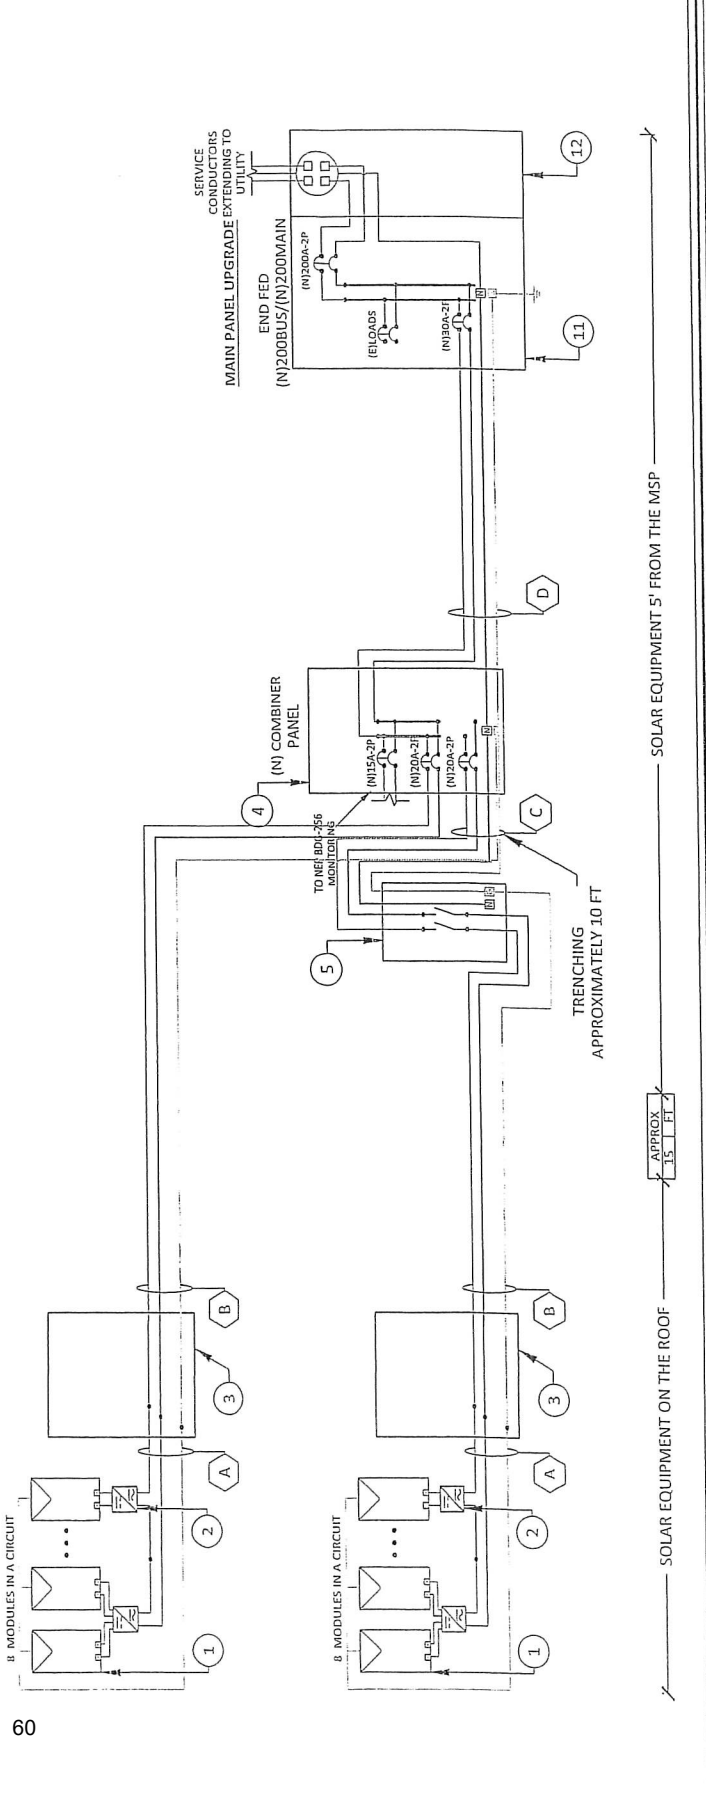 8 MODULES IN A CIRCUIT
1
2
A
3
B
8 MODULES IN A CIRCUIT
1
2
A
3
B
5
4
(N) COMBINER
PANEL
TO NEP BDG-256
MONITORING
(N)15A-2P
(N)20A-2P
(N)20A-2P
N
N
C
TRENCHING
APPROXIMATELY 10 FT
D
SERVICE
CONDUCTORS
EXTENDING TO
UTILITY
MAIN PANEL UPGRADE
END FED
(N)200BUS/(N)200MAIN
(N)200A-2P
(E)LOADS
(N)30A-2P
N
11
12
SOLAR EQUIPMENT ON THE ROOF
APPROX
15 FT
SOLAR EQUIPMENT 5' FROM THE MSP
60